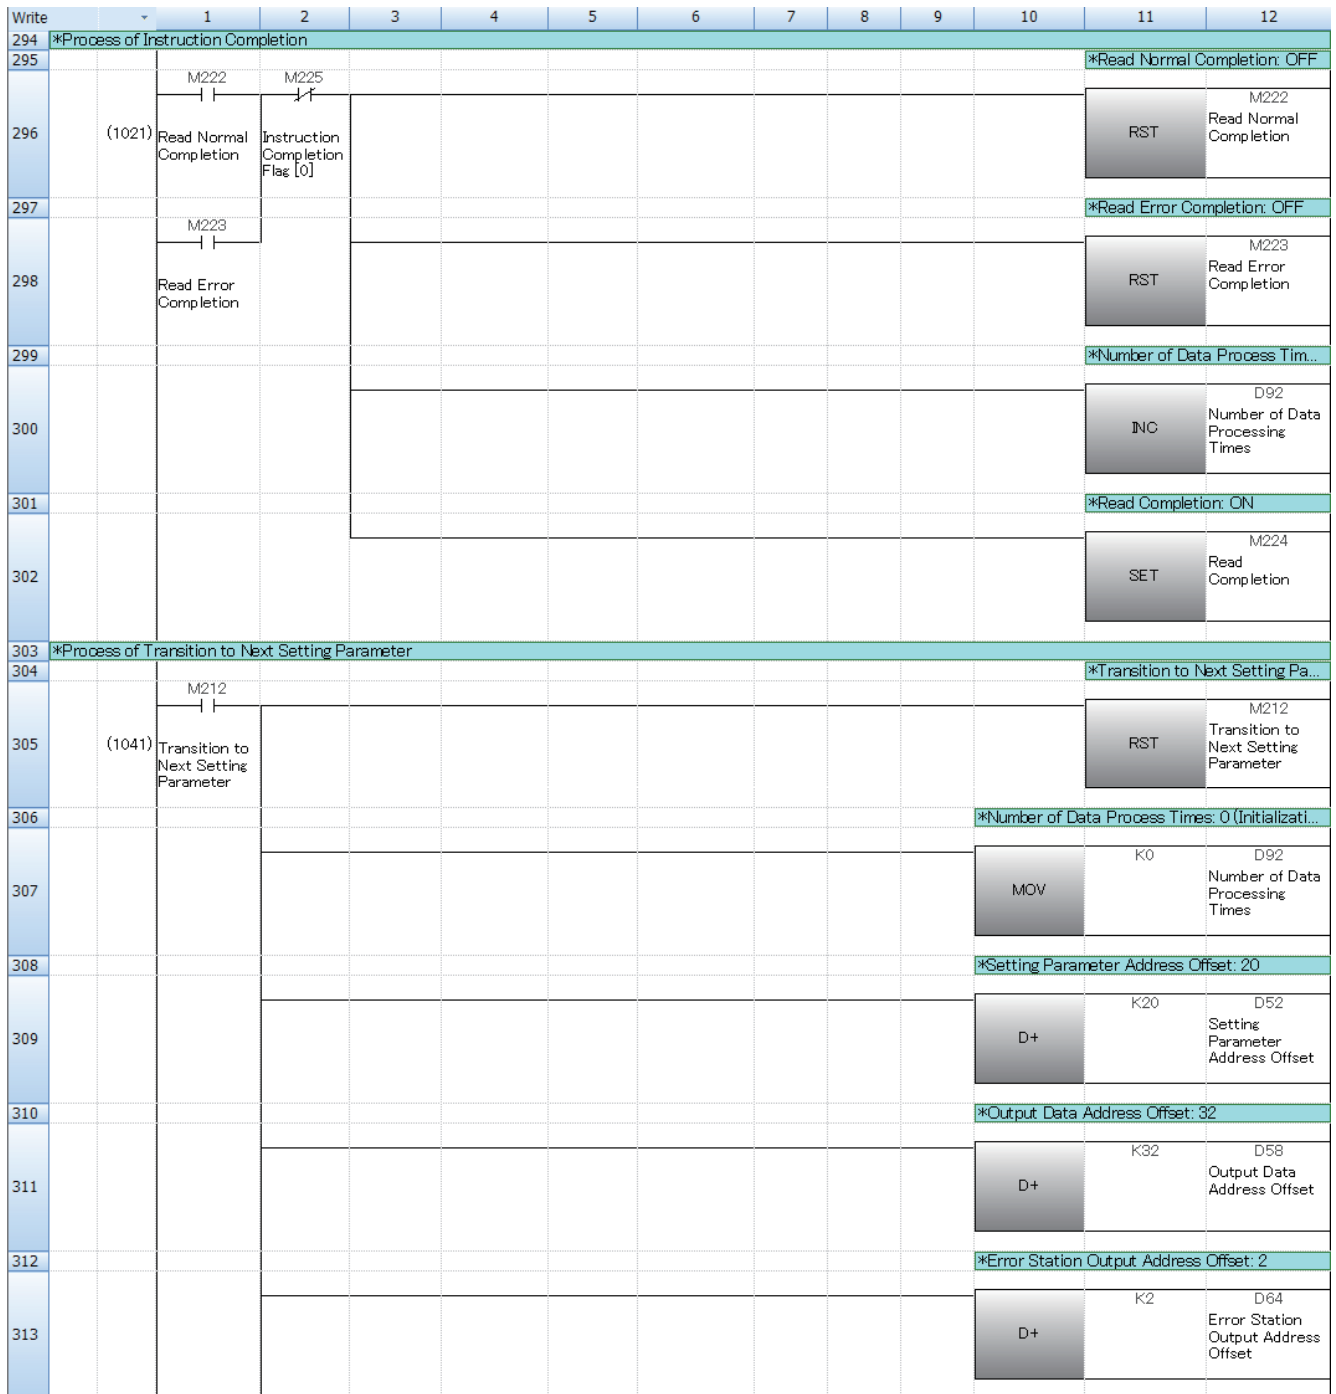 Write 1 2 3 4 5 6 7 8 9 10 11 12
294 *Process of Instruction Completion
295 *Read Normal Completion: OFF
M222 M225
M222
296 (1021) Read Normal Completion
Instruction Completion Flag [0]
RST
Read Normal Completion
297 *Read Error Completion: OFF
M223
M223
298 Read Error Completion
RST
Read Error Completion
299 *Number of Data Process Tim...
D92
300 INC
Number of Data Processing Times
301 *Read Completion: ON
M224
302 SET
Read Completion
303 *Process of Transition to Next Setting Parameter
304 *Transition to Next Setting Pa...
M212
M212
305 (1041) Transition to Next Setting Parameter
RST
Transition to Next Setting Parameter
306 *Number of Data Process Times: 0 (Initializati...
K0 D92
307 MOV
Number of Data Processing Times
308 *Setting Parameter Address Offset: 20
K20 D52
309 D+
Setting Parameter Address Offset
310 *Output Data Address Offset: 32
K32 D58
311 D+
Output Data Address Offset
312 *Error Station Output Address Offset: 2
K2 D64
313 D+
Error Station Output Address Offset